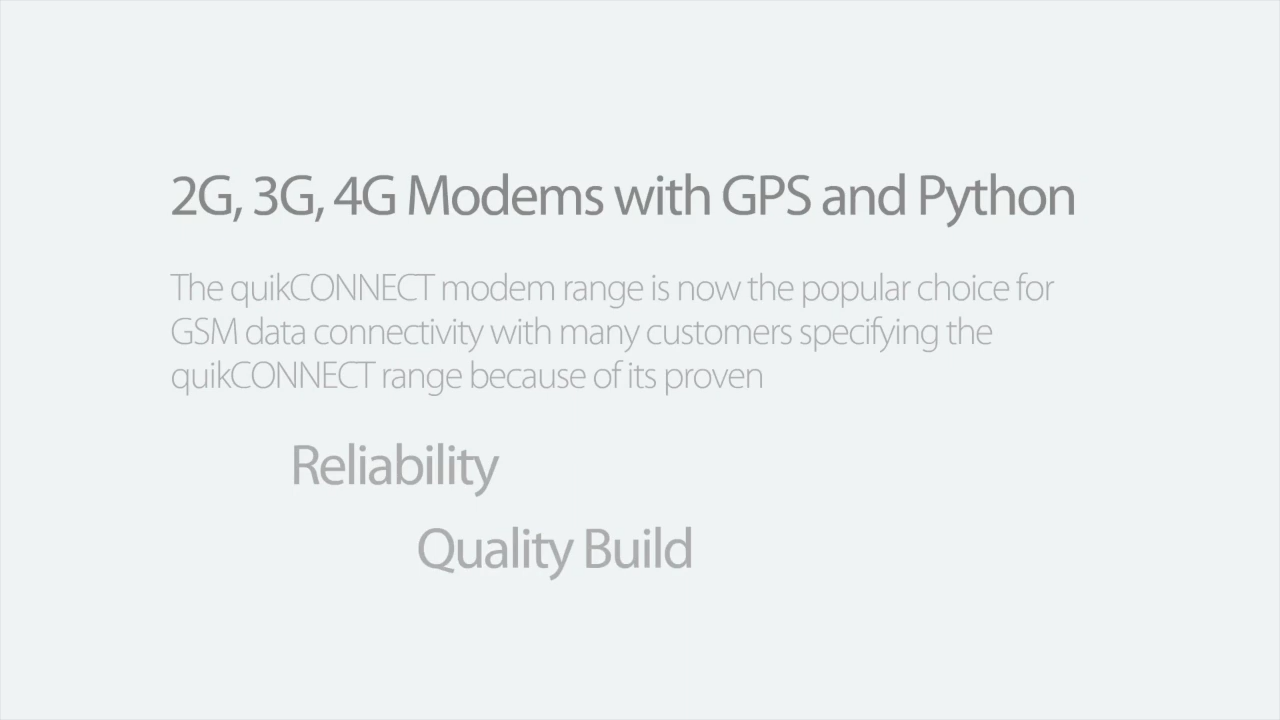 2G, 3G, 4G Modems with GPS and Python
The quikCONNECT modem range is now the popular choice for
GSM data connectivity with many customers specifying the
quikCONNECT range because of its proven
Reliability
Quality Build